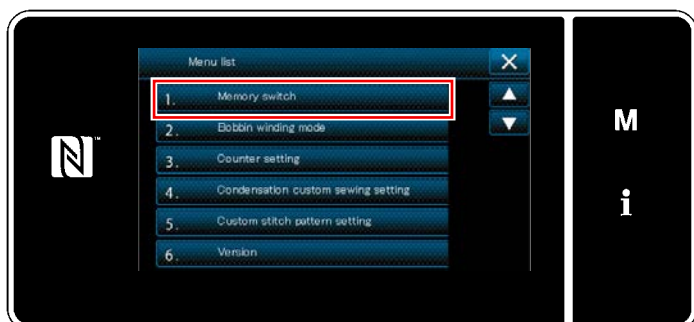 Menu list
1. Memory switch
2. Bobbin winding mode
3. Counter setting
4. Condensation custom sewing setting
5. Custom stitch pattern setting
6. Version
M
i